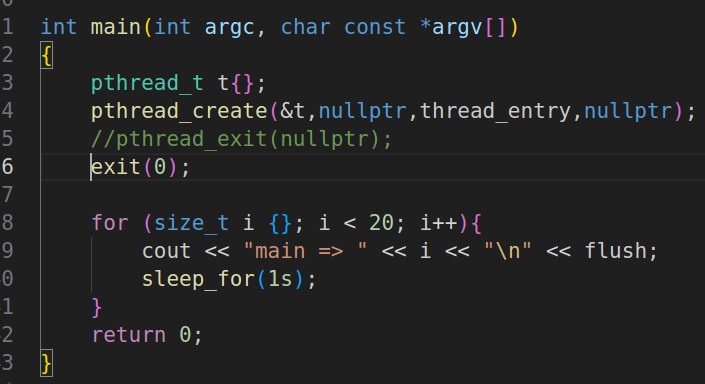 0
1 int main(int argc, char const *argv[])
2 {
3 pthread_t t{};
4 pthread_create(&t,nullptr,thread_entry,nullptr);
5 //pthread_exit(nullptr);
6 exit(0);
7
8 for (size_t i {}; i < 20; i++){
9 cout << "main => " << i << "\n" << flush;
0 sleep_for(1s);
1 }
2 return 0;
3 }